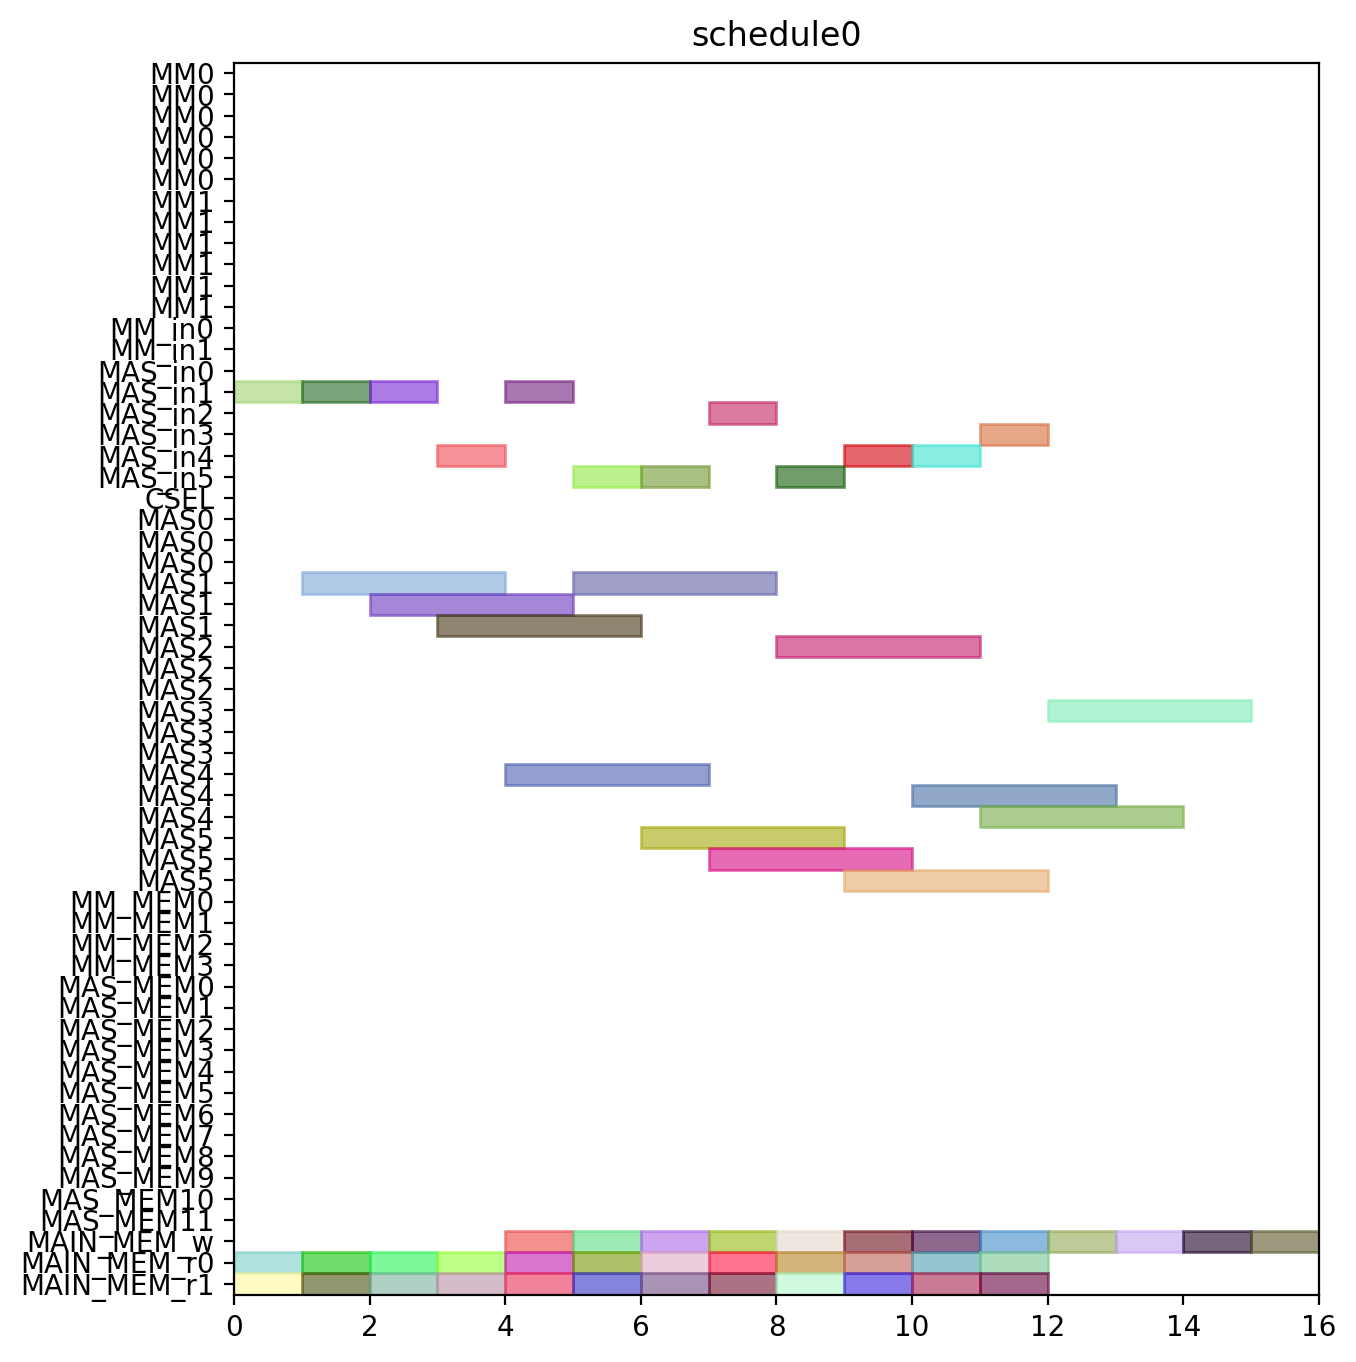 schedule0
MM0
MM0
MM0
MM0
MM0
MM0
MM1
MM1
MM1
MM1
MM1
MM1
MM_in0
MM_in1
MAS_in0
MAS_in1
MAS_in2
MAS_in3
MAS_in4
MAS_in5
CSEL
MAS0
MAS0
MAS0
MAS1
MAS1
MAS1
MAS2
MAS2
MAS2
MAS3
MAS3
MAS3
MAS4
MAS4
MAS4
MAS5
MAS5
MAS5
MM_MEM0
MM_MEM1
MM_MEM2
MM_MEM3
MAS_MEM0
MAS_MEM1
MAS_MEM2
MAS_MEM3
MAS_MEM4
MAS_MEM5
MAS_MEM6
MAS_MEM7
MAS_MEM8
MAS_MEM9
MAS_MEM10
MAS_MEM11
MAIN_MEM_w
MAIN_MEM_r0
MAIN_MEM_r1
0 2 4 6 8 10 12 14 16